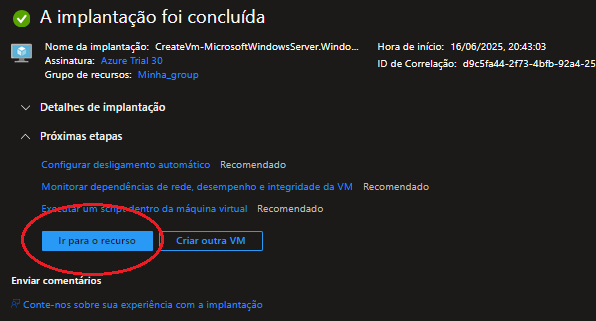 A implantação foi concluída
Nome da implantação: CreateVm-MicrosoftWindowsServer.Windo... Hora de início: 16/06/2025, 20:43:03
Assinatura: Azure Trial 30 ID de Correlação: d9c5fa44-2f73-4bfb-92a4-25
Grupo de recursos: Minha_group
Detalhes de implantação
Próximas etapas
Configurar desligamento automático Recomendado
Monitorar dependências de rede, desempenho e integridade da VM Recomendado
Executar um script dentro da máquina virtual Recomendado
Ir para o recurso Criar outra VM
Enviar comentários
Conte-nos sobre sua experiência com a implantação